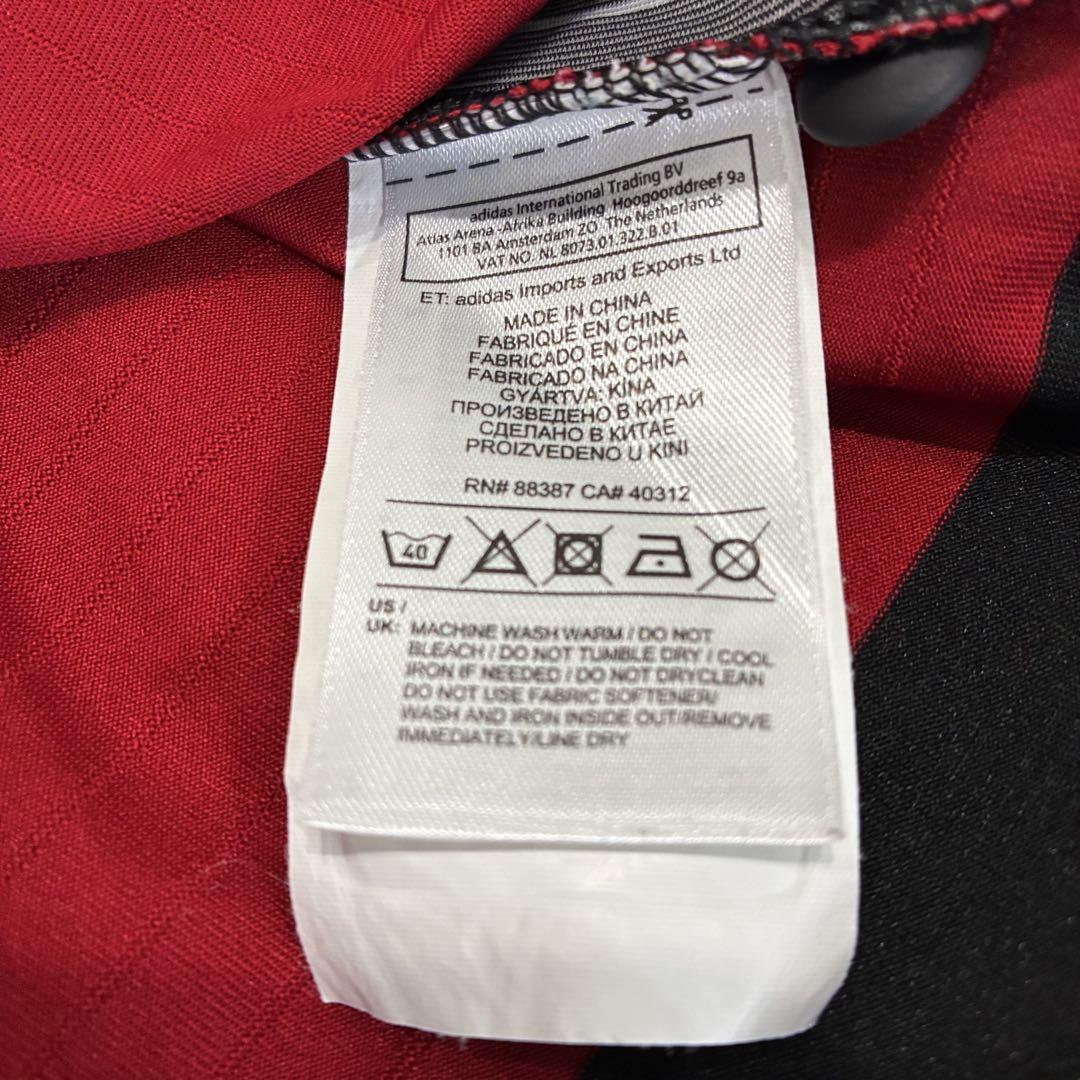 adidas International Trading BV
Atlas Arena -Afrika Building, Hoogoorddreef 9a
1101 BA Amsterdam ZO The Netherlands
VAT NO. NL 8073.01.322.B.01
ET: adidas Imports and Exports Ltd
MADE IN CHINA
FABRIQUÉ EN CHINE
FABRICADO EN CHINA
FABRICADO NA CHINA
GYÁRTVA: KÍNA
ПРОИЗВЕДЕНО В КИТАЙ
СДЕЛАНО В КИТАЕ
PROIZVEDENO U KINI
RN# 88387 CA# 40312
40
US /
UK: MACHINE WASH WARM / DO NOT
BLEACH / DO NOT TUMBLE DRY / COOL
IRON IF NEEDED / DO NOT DRYCLEAN
DO NOT USE FABRIC SOFTENER/
WASH AND IRON INSIDE OUT/REMOVE
IMMEDIATELY/LINE DRY